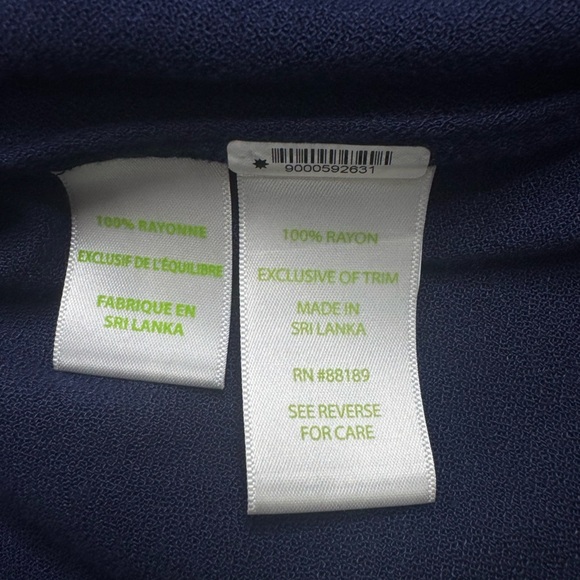 9000592631
100% RAYONNE
EXCLUSIF DE L'ÉQUILIBRE
FABRIQUE EN
SRI LANKA
100% RAYON
EXCLUSIVE OF TRIM
MADE IN
SRI LANKA
RN #88189
SEE REVERSE
FOR CARE